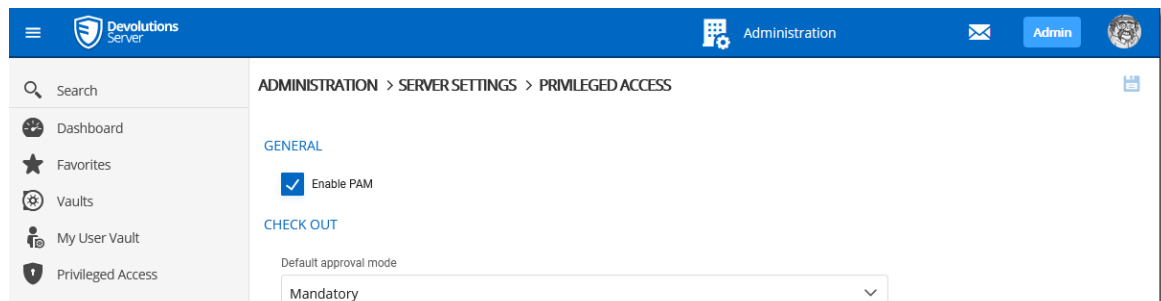 Devolutions
Server
Administration
Admin
Search
ADMINISTRATION > SERVER SETTINGS > PRIVILEGED ACCESS
Dashboard
Favorites
Vaults
My User Vault
Privileged Access
GENERAL
Enable PAM
CHECK OUT
Default approval mode
Mandatory